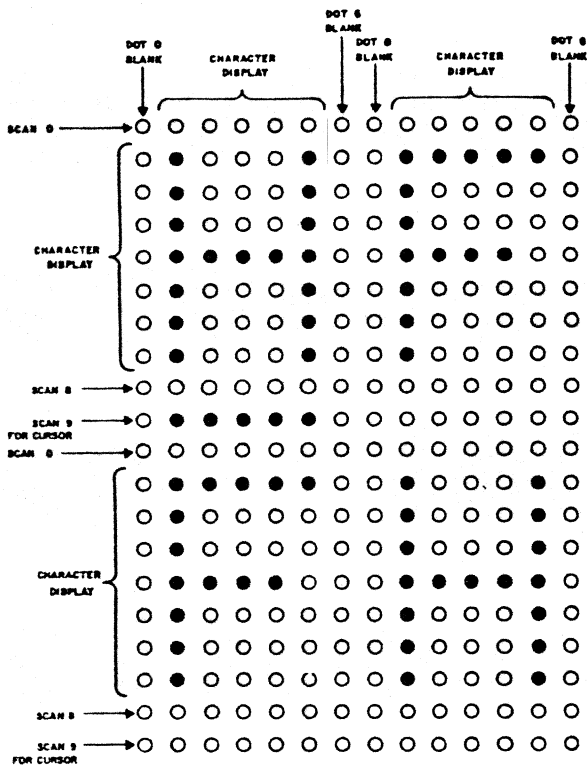 DOT 0
BLANK
CHARACTER
DISPLAY
DOT 6
BLANK
DOT 0
BLANK
CHARACTER
DISPLAY
DOT 6
BLANK
SCAN 0
CHARACTER
DISPLAY
SCAN 8
SCAN 9
FOR CURSOR
SCAN 0
CHARACTER
DISPLAY
SCAN 8
SCAN 9
FOR CURSOR